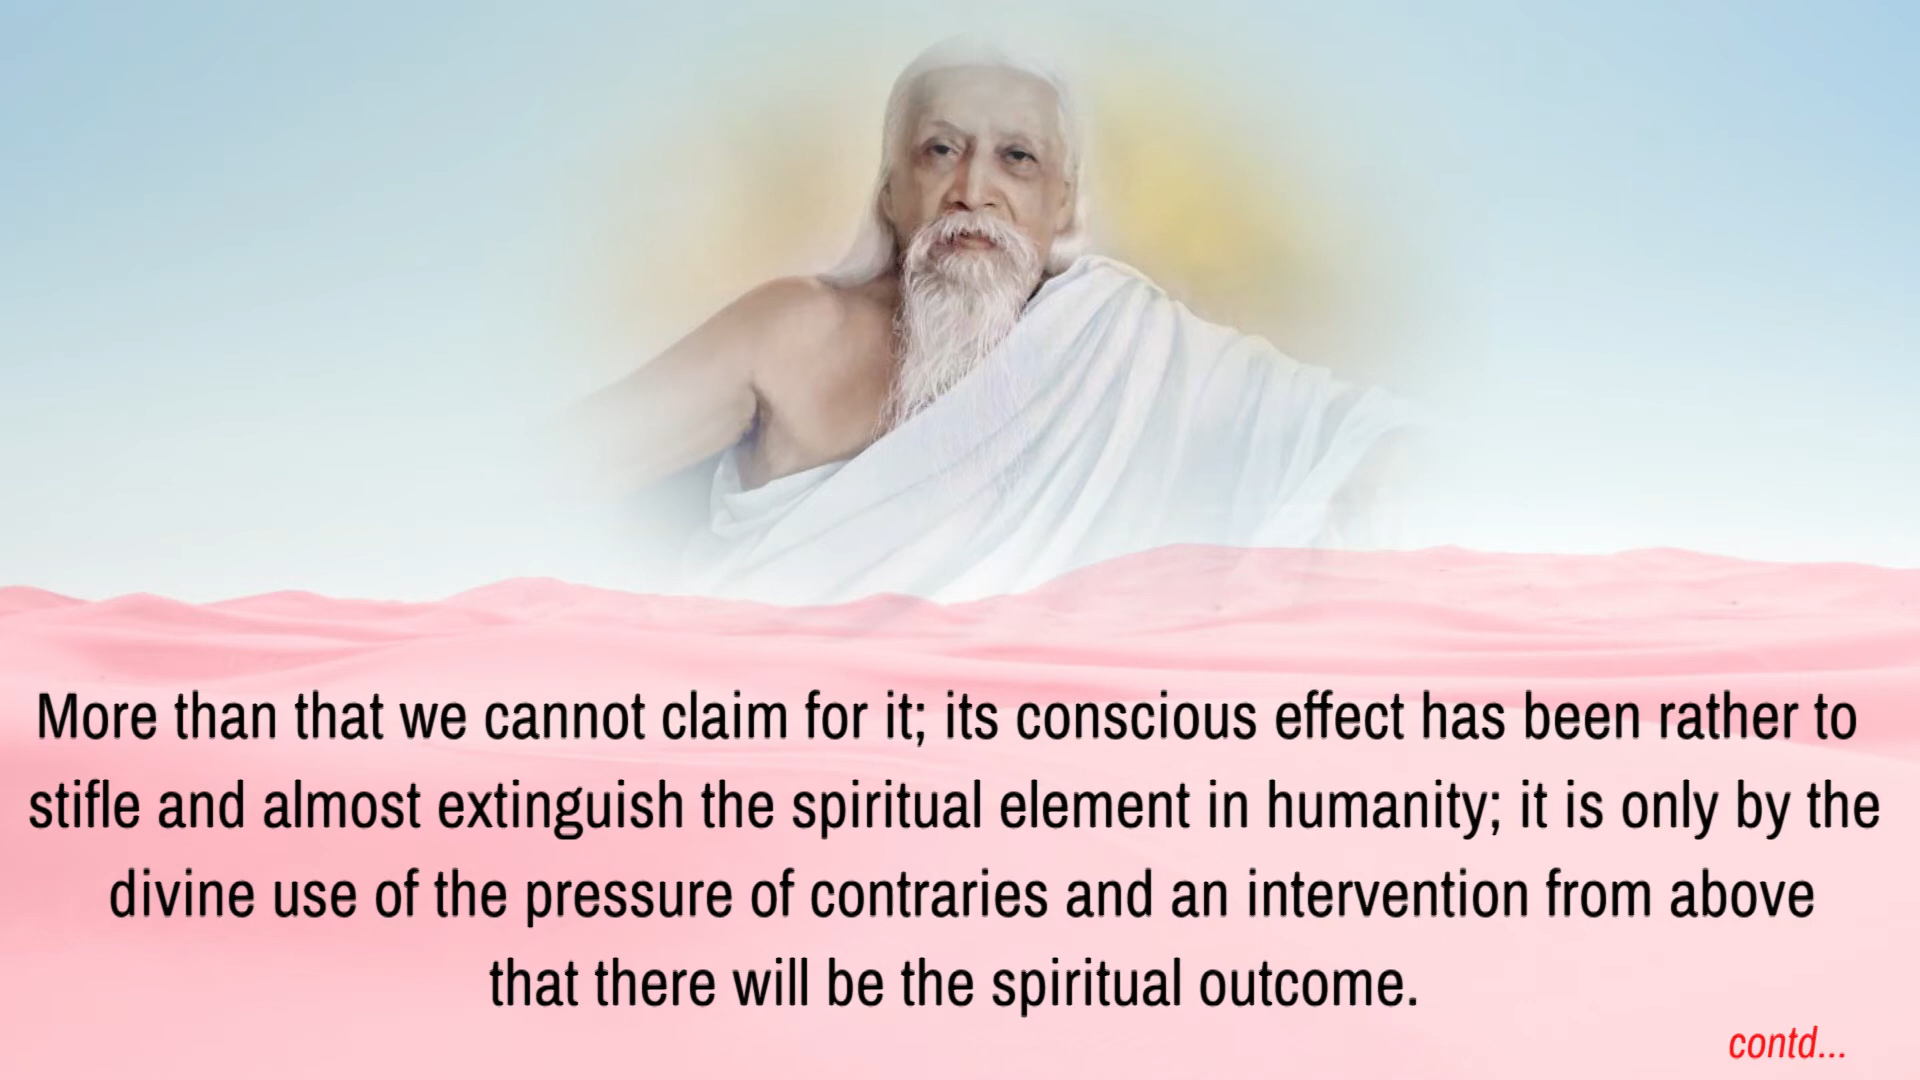 More than that we cannot claim for it; its conscious effect has been rather to
stifle and almost extinguish the spiritual element in humanity; it is only by the
divine use of the pressure of contraries and an intervention from above
that there will be the spiritual outcome.
contd...